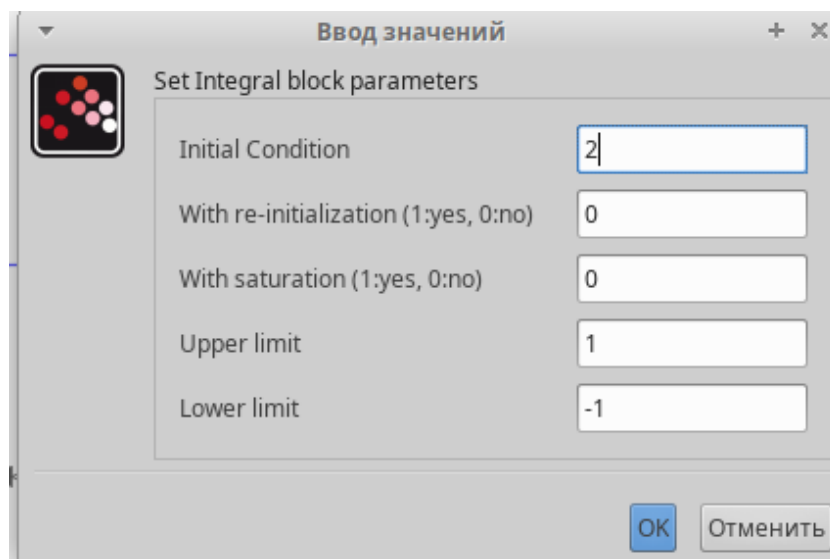 Ввод значений
Set Integral block parameters
Initial Condition 2
With re-initialization (1:yes, 0:no) 0
With saturation (1:yes, 0:no) 0
Upper limit 1
Lower limit -1
OK Отменить